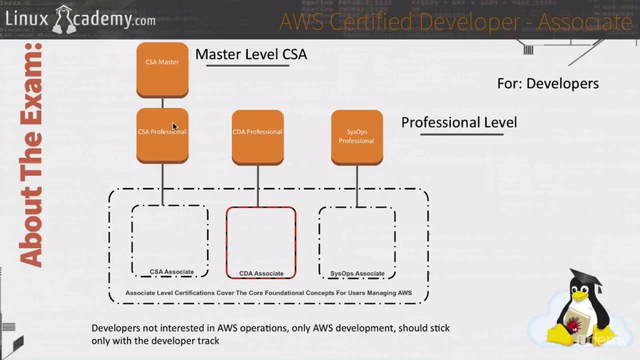 Linux Academy.com
AWS Certified Developer - Associate
About The Exam:
CSA Master
Master Level CSA
For: Developers
CSA Professional
CDA Professional
SysOps
Professional
Professional Level
CSA Associate
CDA Associate
SysOps Associate
Associate Level Certifications Cover The Core Foundational Concepts For Users Managing AWS
Developers not interested in AWS operations, only AWS development, should stick
only with the developer track